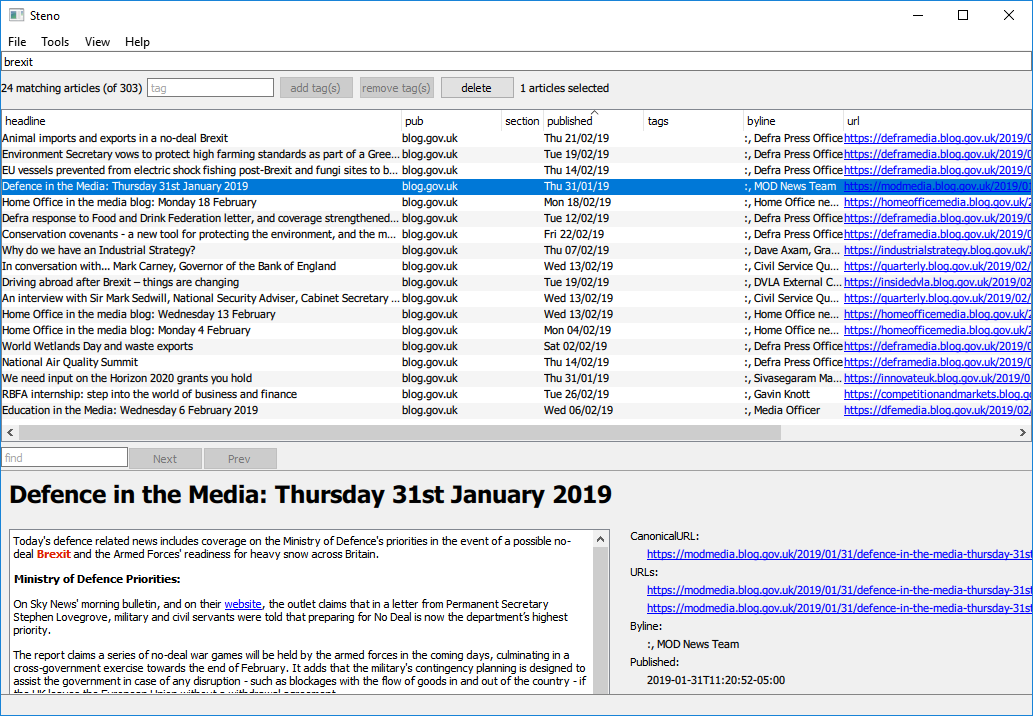 Steno
File Tools View Help
brexit
24 matching articles (of 303) tag add tag(s) remove tag(s) delete 1 articles selected
headline pub section published tags byline url
Animal imports and exports in a no-deal Brexit blog.gov.uk Thu 21/02/19 :, Defra Press Office https://deframedia.blog.gov.uk/2019/0
Environment Secretary vows to protect high farming standards as part of a Gree... blog.gov.uk Tue 19/02/19 :, Defra Press Office https://deframedia.blog.gov.uk/2019/0
EU vessels prevented from electric shock fishing post-Brexit and fungi sites to b... blog.gov.uk Thu 14/02/19 :, Defra Press Office https://deframedia.blog.gov.uk/2019/0
Defence in the Media: Thursday 31st January 2019 blog.gov.uk Thu 31/01/19 :, MOD News Team https://modmedia.blog.gov.uk/2019/01
Home Office in the media blog: Monday 18 February blog.gov.uk Mon 18/02/19 :, Home Office ne... https://homeofficemedia.blog.gov.uk/2
Defra response to Food and Drink Federation letter, and coverage strengthened... blog.gov.uk Tue 12/02/19 :, Defra Press Office https://deframedia.blog.gov.uk/2019/0
Conservation covenants - a new tool for protecting the environment, and the m... blog.gov.uk Fri 22/02/19 :, Defra Press Office https://deframedia.blog.gov.uk/2019/0
Why do we have an Industrial Strategy? blog.gov.uk Thu 07/02/19 :, Dave Axam, Gra... https://industrialstrategy.blog.gov.uk/
In conversation with... Mark Carney, Governor of the Bank of England blog.gov.uk Wed 13/02/19 :, Civil Service Qu... https://quarterly.blog.gov.uk/2019/02/
Driving abroad after Brexit – things are changing blog.gov.uk Tue 19/02/19 :, DVLA External C... https://insidedvla.blog.gov.uk/2019/02
An interview with Sir Mark Sedwill, National Security Adviser, Cabinet Secretary ... blog.gov.uk Wed 13/02/19 :, Civil Service Qu... https://quarterly.blog.gov.uk/2019/02/
Home Office in the media blog: Wednesday 13 February blog.gov.uk Wed 13/02/19 :, Home Office ne... https://homeofficemedia.blog.gov.uk/2
Home Office in the media blog: Monday 4 February blog.gov.uk Mon 04/02/19 :, Home Office ne... https://homeofficemedia.blog.gov.uk/2
World Wetlands Day and waste exports blog.gov.uk Sat 02/02/19 :, Defra Press Office https://deframedia.blog.gov.uk/2019/0
National Air Quality Summit blog.gov.uk Thu 14/02/19 :, Defra Press Office https://deframedia.blog.gov.uk/2019/0
We need input on the Horizon 2020 grants you hold blog.gov.uk Thu 31/01/19 :, Sivasegaram Ma... https://innovateuk.blog.gov.uk/2019/01
RBFA internship: step into the world of business and finance blog.gov.uk Tue 26/02/19 :, Gavin Knott https://competitionandmarkets.blog.go
Education in the Media: Wednesday 6 February 2019 blog.gov.uk Wed 06/02/19 :, Media Officer https://dfemedia.blog.gov.uk/2019/02/
find Next Prev
Defence in the Media: Thursday 31st January 2019
Today's defence related news includes coverage on the Ministry of Defence's priorities in the event of a possible no-
deal Brexit and the Armed Forces' readiness for heavy snow across Britain.
Ministry of Defence Priorities:
On Sky News' morning bulletin, and on their website, the outlet claims that in a letter from Permanent Secretary
Stephen Lovegrove, military and civil servants were told that preparing for No Deal is now the department's highest
priority.
The report claims a series of no-deal war games will be held by the armed forces in the coming days, culminating in a
cross-government exercise towards the end of February. It adds that the military's contingency planning is designed to
assist the government in case of any disruption - such as blockages with the flow of goods in and out of the country - if
the UK leaves the European Union without a withdrawal agreement.
CanonicalURL:
https://modmedia.blog.gov.uk/2019/01/31/defence-in-the-media-thursday-31st
URLs:
https://modmedia.blog.gov.uk/2019/01/31/defence-in-the-media-thursday-31st
https://modmedia.blog.gov.uk/2019/01/31/defence-in-the-media-thursday-31st
Byline:
:, MOD News Team
Published:
2019-01-31T11:20:52-05:00